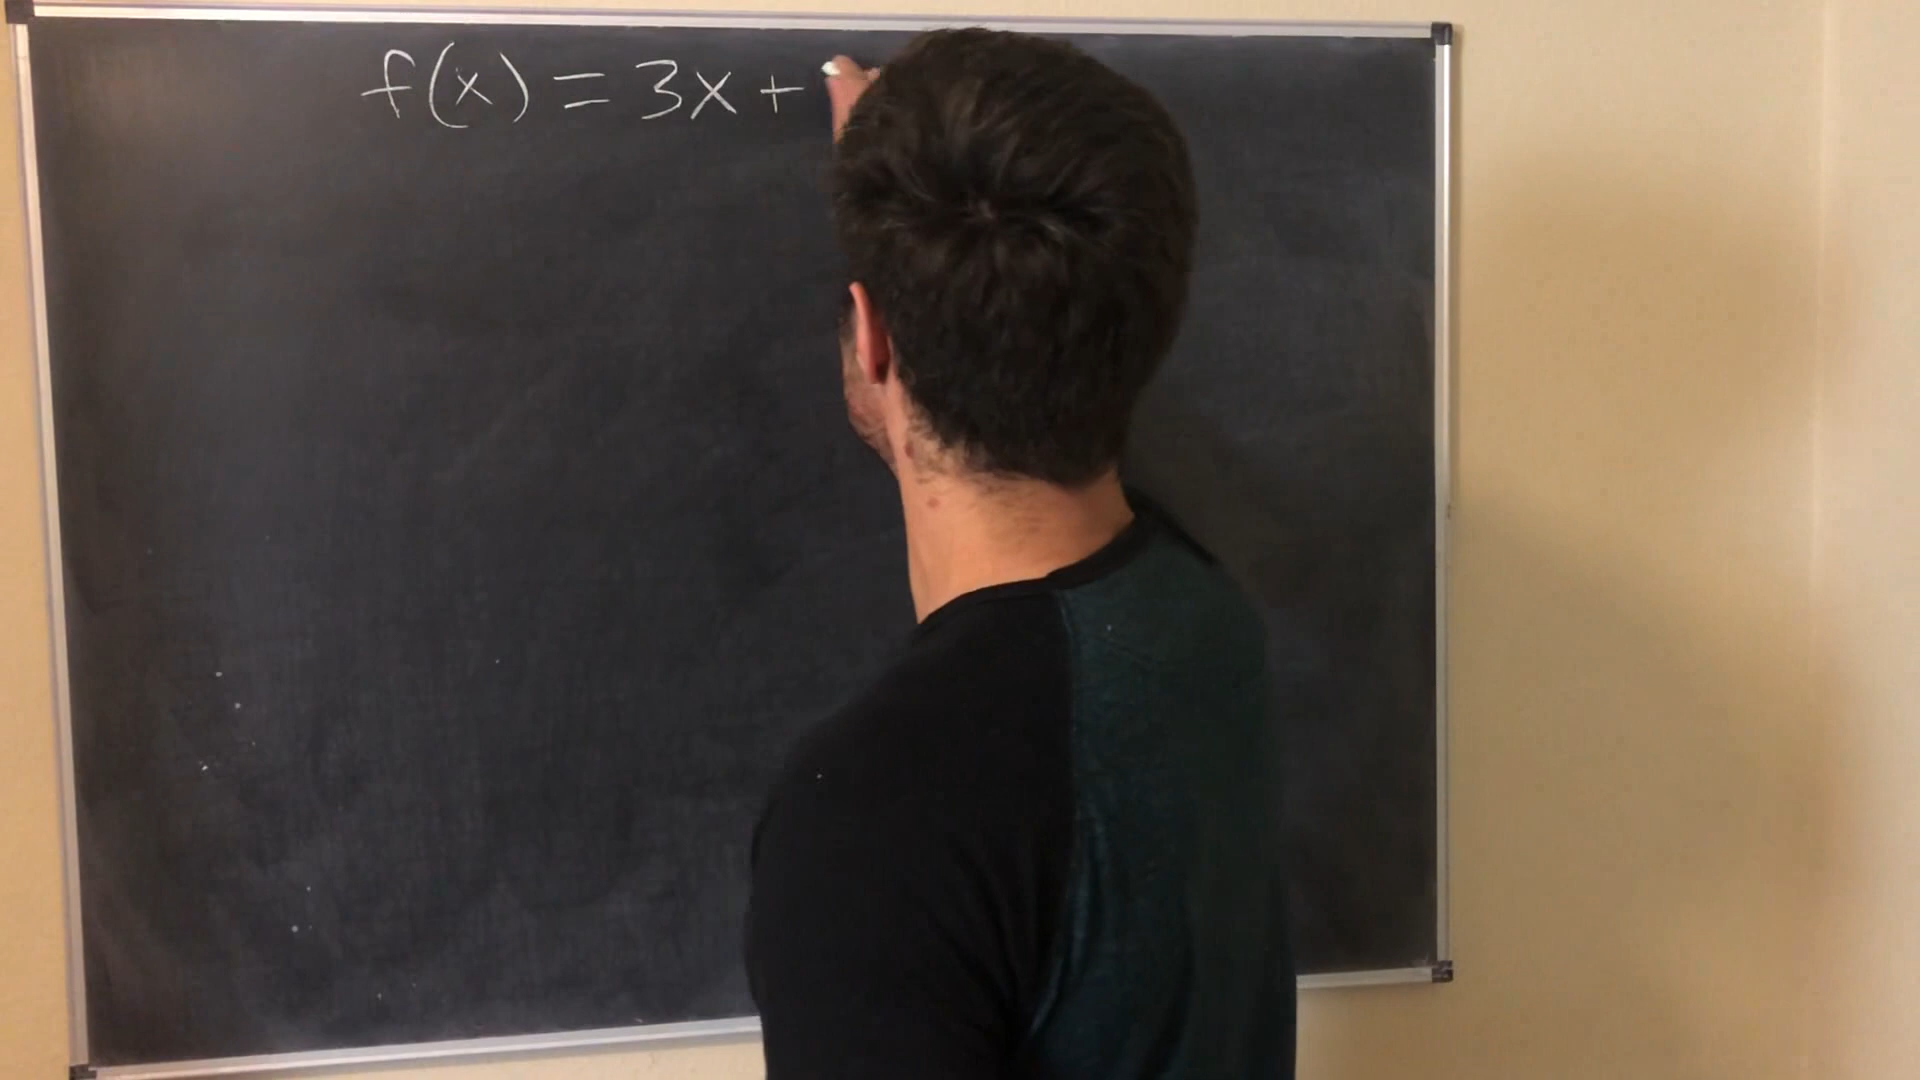 f(x) = 3x +